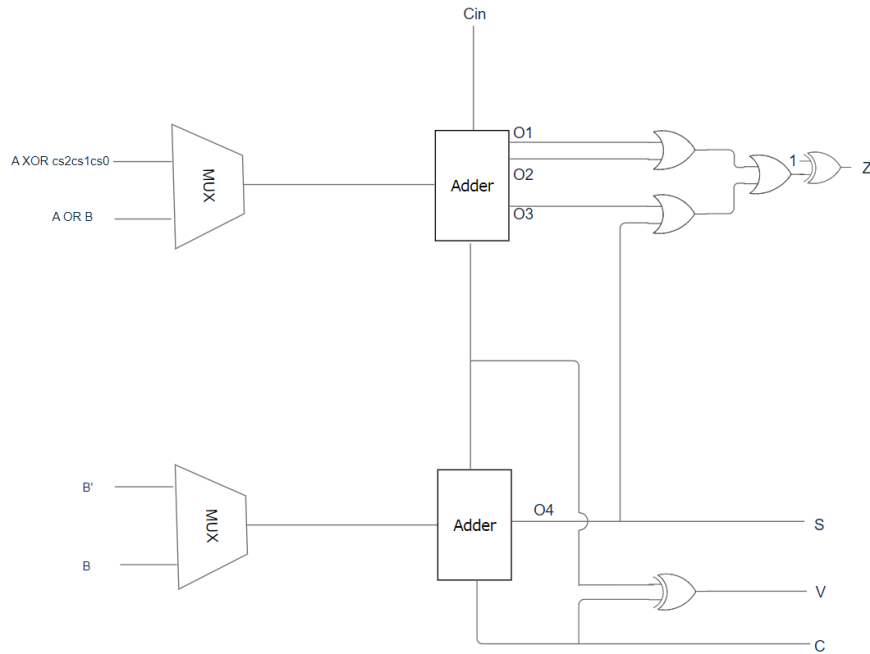 Cin
A XOR cs2cs1cs0
A OR B
MUX
Adder
O1
O2
O3
1
Z
B'
B
MUX
Adder
O4
S
V
C